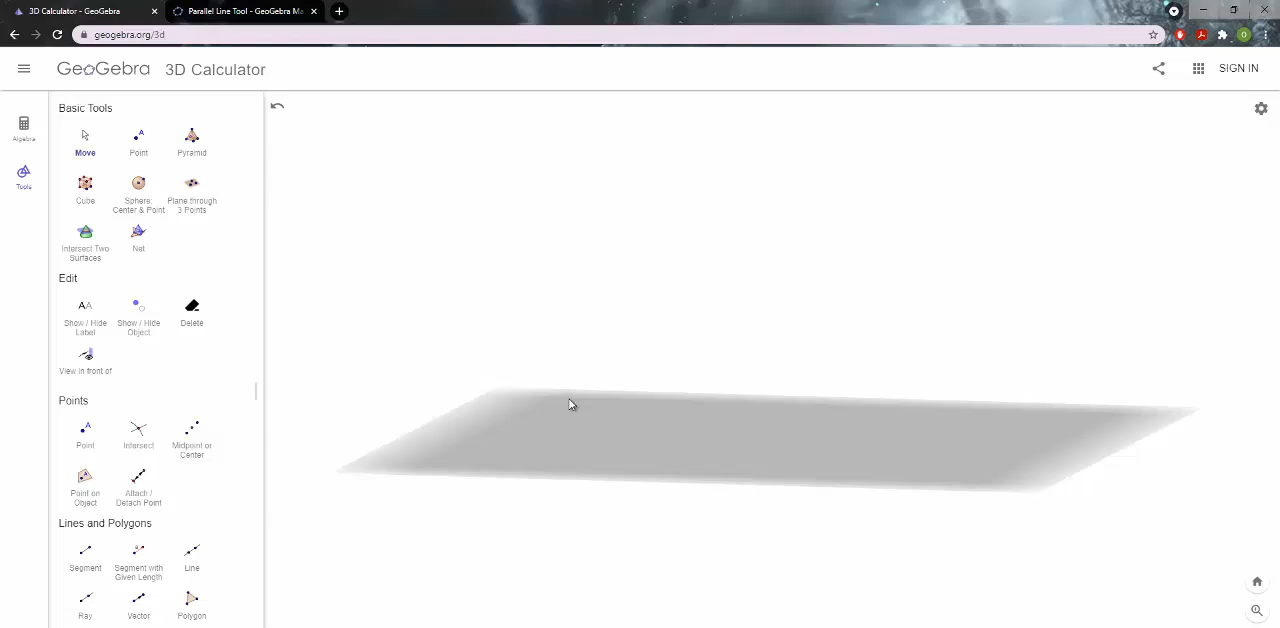 3D Calculator - GeoGebra
Parallel Line Tool - GeoGebra Ma
geogebra.org/3d
GeoGebra 3D Calculator
SIGN IN
Algebra
Tools
Basic Tools
Move
Point
Pyramid
Cube
Sphere: Center & Point
Plane through 3 Points
Intersect Two Surfaces
Net
Edit
AA
Show / Hide Label
Show / Hide Object
Delete
View in front of
Points
Point
Intersect
Midpoint or Center
Point on Object
Attach / Detach Point
Lines and Polygons
Segment
Segment with Given Length
Line
Ray
Vector
Polygon